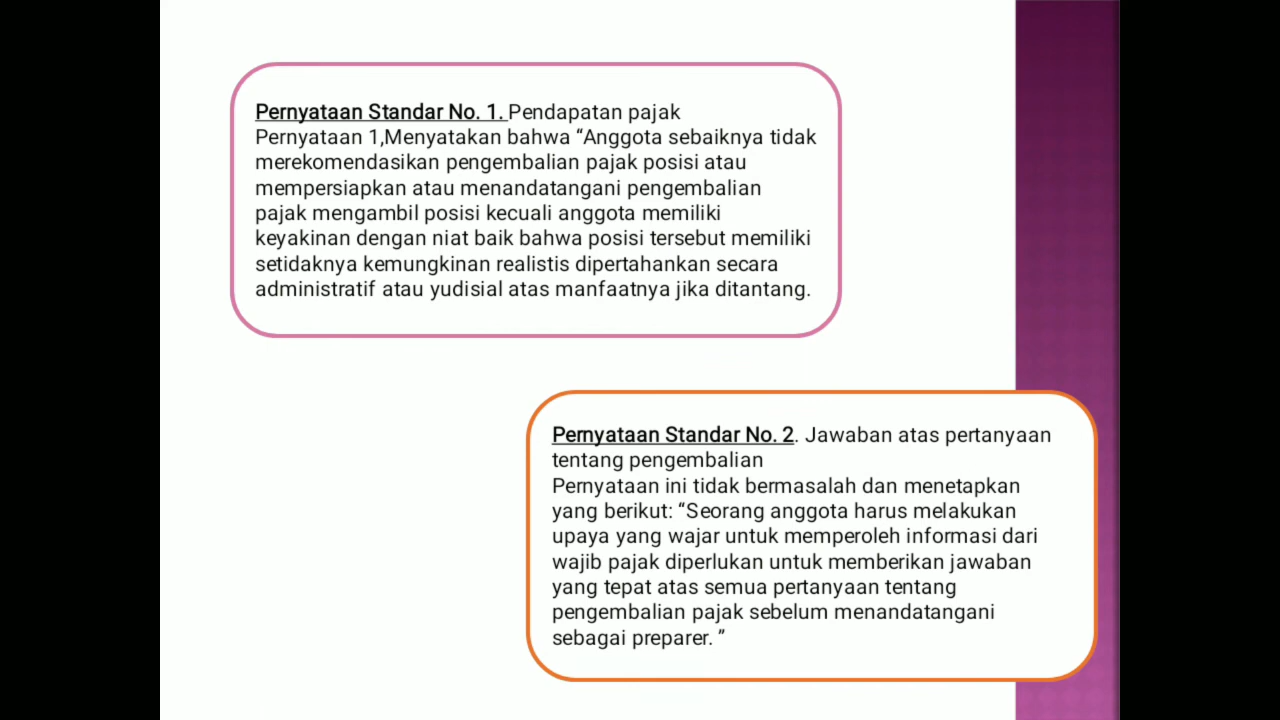 Pernyataan Standar No. 1. Pendapatan pajak
Pernyataan 1,Menyatakan bahwa “Anggota sebaiknya tidak
merekomendasikan pengembalian pajak posisi atau
mempersiapkan atau menandatangani pengembalian
pajak mengambil posisi kecuali anggota memiliki
keyakinan dengan niat baik bahwa posisi tersebut memiliki
setidaknya kemungkinan realistis dipertahankan secara
administratif atau yudisial atas manfaatnya jika ditantang.
Pernyataan Standar No. 2. Jawaban atas pertanyaan
tentang pengembalian
Pernyataan ini tidak bermasalah dan menetapkan
yang berikut: “Seorang anggota harus melakukan
upaya yang wajar untuk memperoleh informasi dari
wajib pajak diperlukan untuk memberikan jawaban
yang tepat atas semua pertanyaan tentang
pengembalian pajak sebelum menandatangani
sebagai preparer. ”